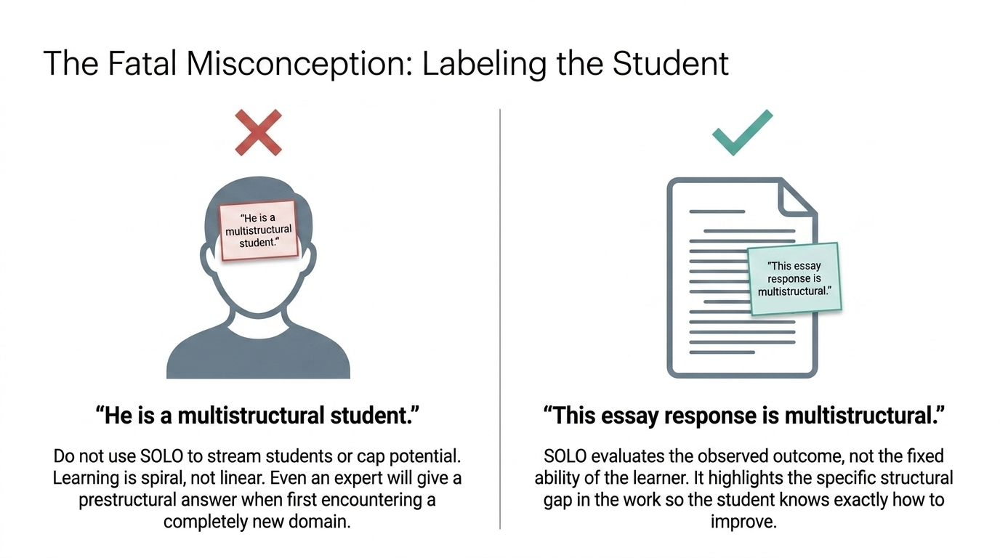 The Fatal Misconception: Labeling the Student
“He is a
multistructural
student.”
“He is a multistructural student.”
Do not use SOLO to stream students or cap potential.
Learning is spiral, not linear. Even an expert will give a
prestructural answer when first encountering a
completely new domain.
“This essay
response is
multistructural.”
“This essay response is multistructural.”
SOLO evaluates the observed outcome, not the fixed
ability of the learner. It highlights the specific structural
gap in the work so the student knows exactly how to
improve.